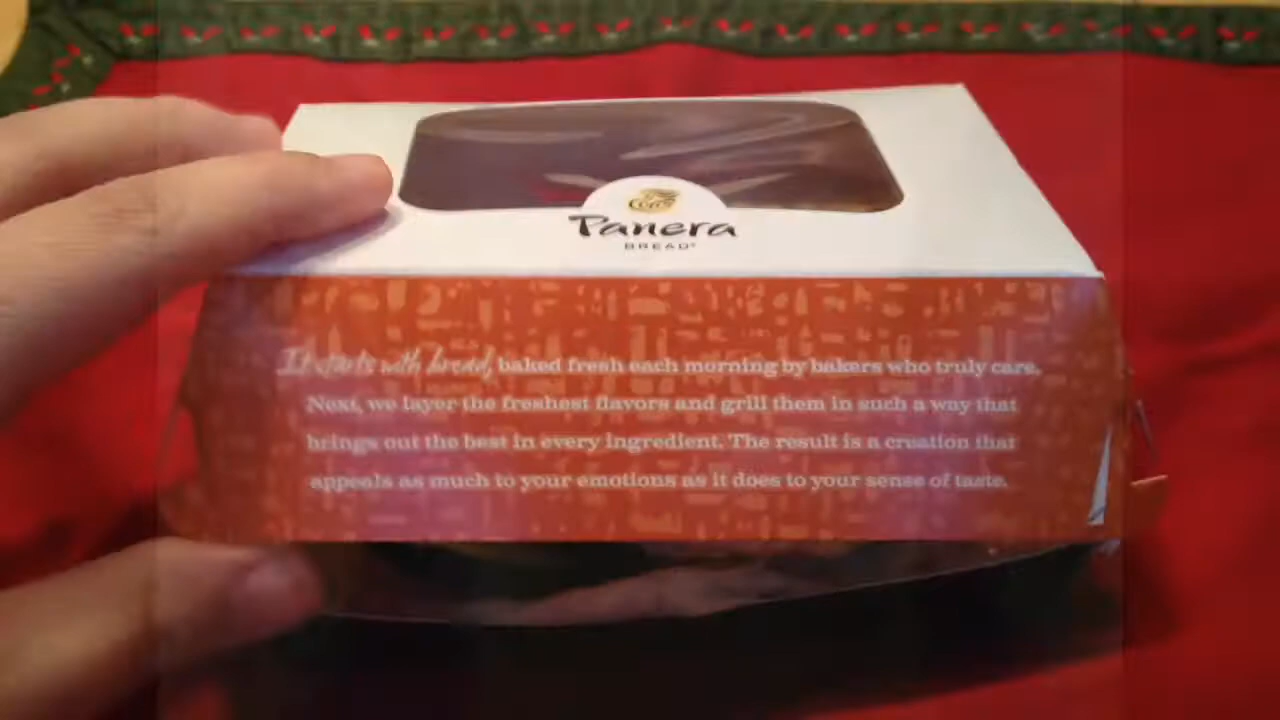 Panera
BREAD®
It starts with bread, baked fresh each morning by bakers who truly care.
Next, we layer the freshest flavors and grill them in such a way that
brings out the best in every ingredient. The result is a creation that
appeals as much to your emotions as it does to your sense of taste.